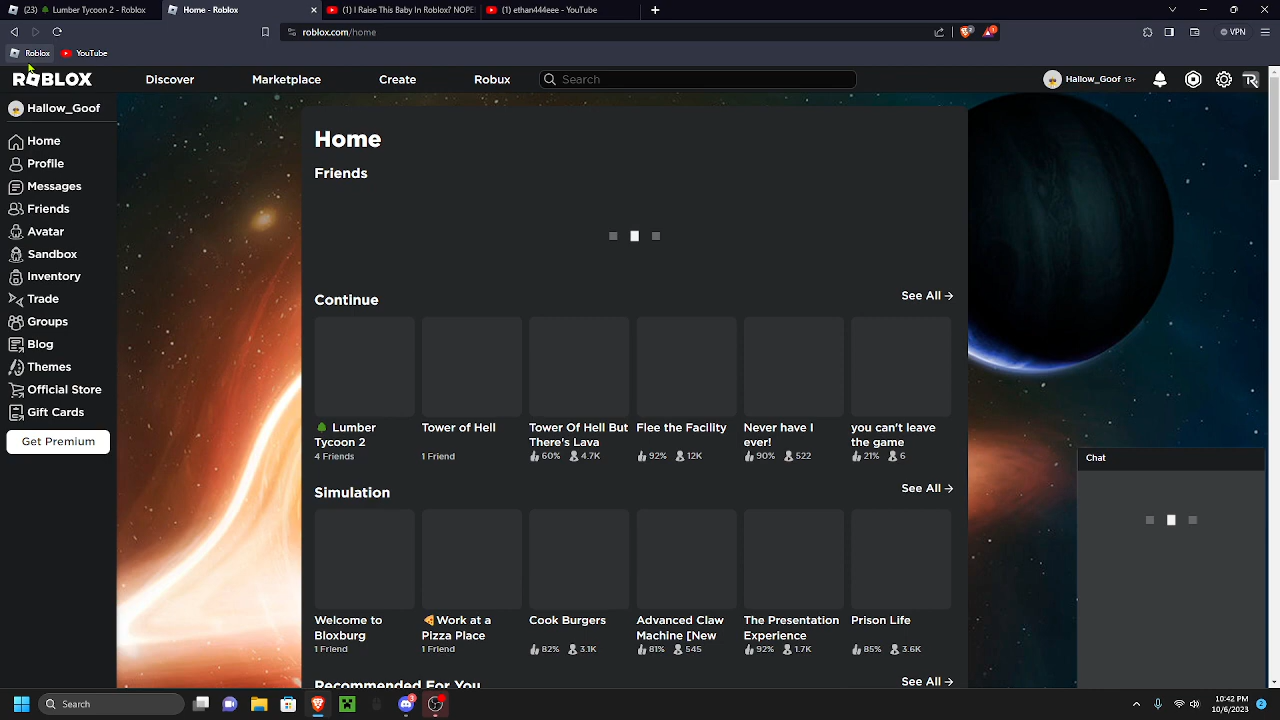 (23) 🌲 Lumber Tycoon 2 - Roblox
Home - Roblox
(1) I Raise This Baby In Roblox? NOPE
(1) ethan444eee - YouTube
roblox.com/home
2
1
VPN
Roblox
YouTube
ROBLOX
Discover
Marketplace
Create
Robux
Search
Hallow_Goof 13+
Hallow_Goof
Home
Profile
Messages
Friends
Avatar
Sandbox
Inventory
Trade
Groups
Blog
Themes
Official Store
Gift Cards
Get Premium
Home
Friends
Continue
See All →
🌲 Lumber
Tycoon 2
4 Friends
Tower of Hell
1 Friend
Tower Of Hell But
There's Lava
60% 4.7K
Flee the Facility
92% 12K
Never have I
ever!
90% 522
you can't leave
the game
21% 6
Simulation
See All →
Welcome to
Bloxburg
1 Friend
🍕Work at a
Pizza Place
1 Friend
Cook Burgers
82% 3.1K
Advanced Claw
Machine [New
81% 545
The Presentation
Experience
92% 1.7K
Prison Life
85% 3.6K
Recommended For You
See All →
Chat
Search
10:42 PM
10/6/2023
2